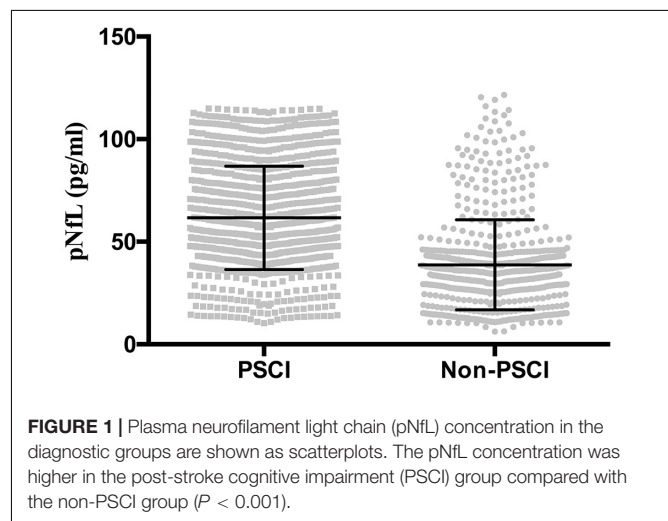 150
100
50
0
pNfL (pg/ml)
PSCI Non-PSCI
FIGURE 1 | Plasma neurofilament light chain (pNfL) concentration in the
diagnostic groups are shown as scatterplots. The pNfL concentration was
higher in the post-stroke cognitive impairment (PSCI) group compared with
the non-PSCI group (P < 0.001).